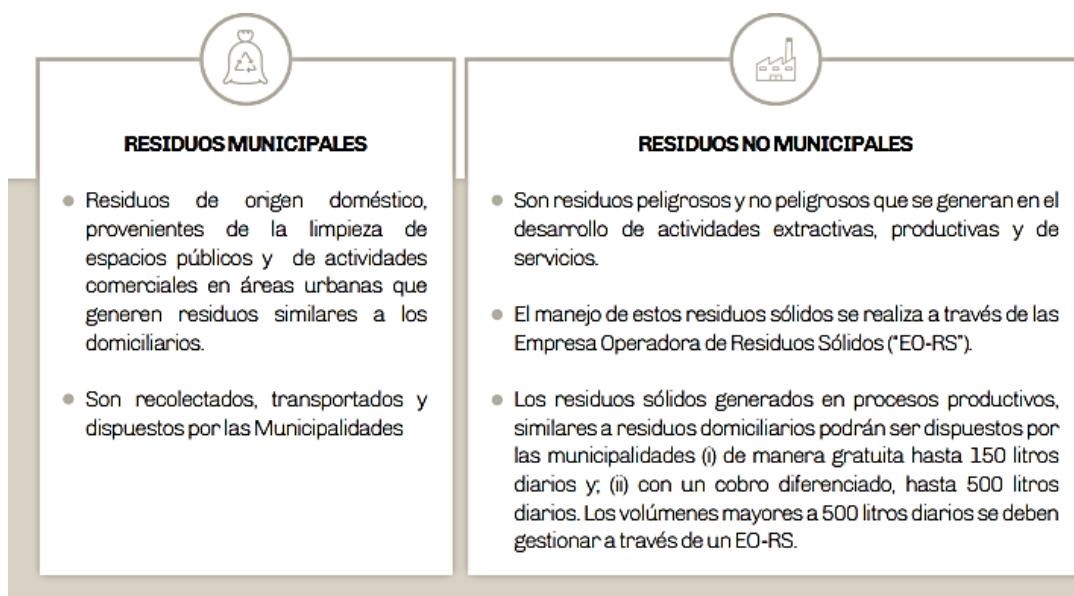 RESIDUOS MUNICIPALES
Residuos de origen doméstico,
provenientes de la limpieza de
espacios públicos y de actividades
comerciales en áreas urbanas que
generen residuos similares a los
domiciliarios.
Son recolectados, transportados y
dispuestos por las Municipalidades
RESIDUOS NO MUNICIPALES
Son residuos peligrosos y no peligrosos que se generan en el
desarrollo de actividades extractivas, productivas y de
servicios.
El manejo de estos residuos sólidos se realiza a través de las
Empresa Operadora de Residuos Sólidos ("EO-RS").
Los residuos sólidos generados en procesos productivos,
similares a residuos domiciliarios podrán ser dispuestos por
las municipalidades (i) de manera gratuita hasta 150 litros
diarios y; (ii) con un cobro diferenciado, hasta 500 litros
diarios. Los volúmenes mayores a 500 litros diarios se deben
gestionar a través de un EO-RS.